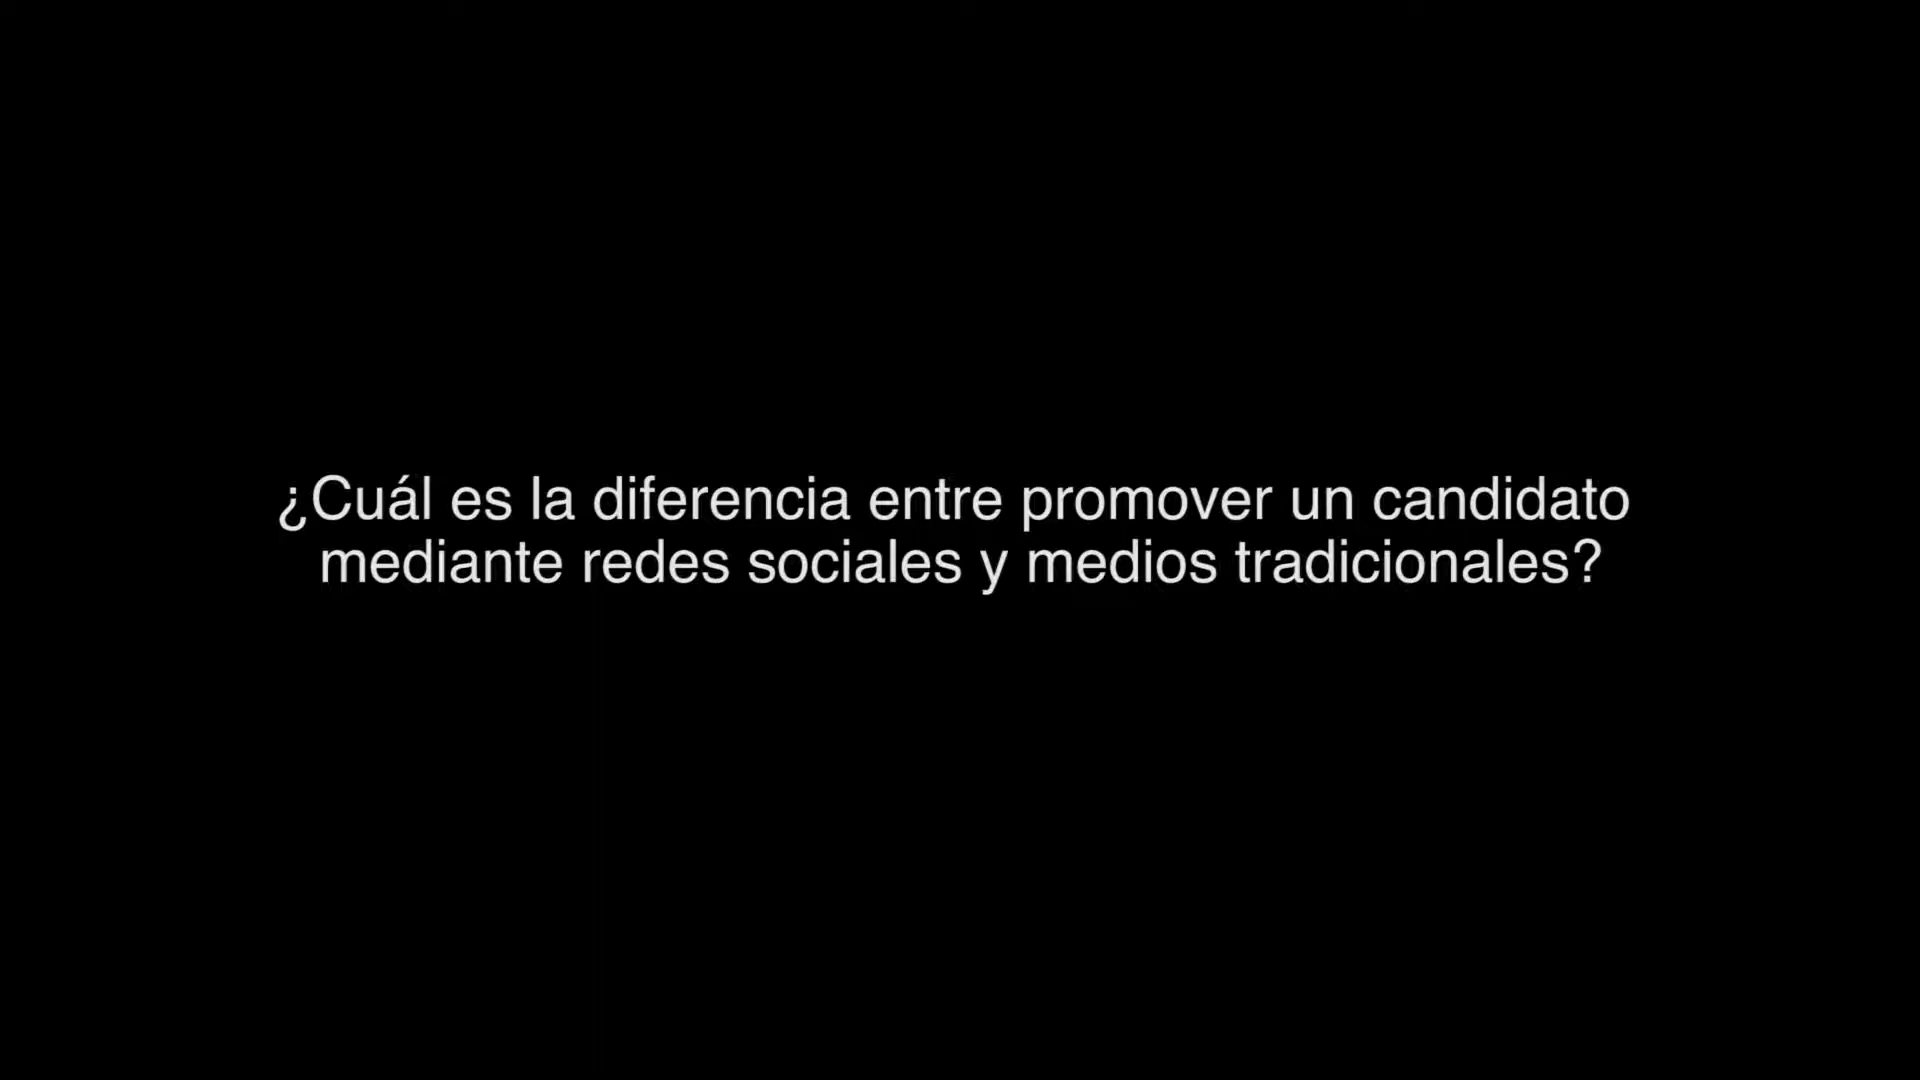 ¿Cuál es la diferencia entre promover un candidato
mediante redes sociales y medios tradicionales?